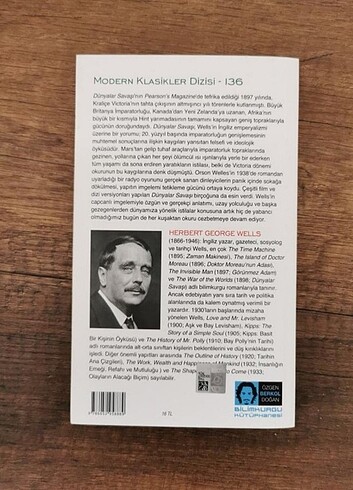 MODERN KLASIKLER DIZISI - 136
Dünyalar Savaşı'nın Pearson's Magazine'de tefrika edildiği 1897 yılında,
Kraliçe Victoria'nın tahta çıkışının altmışıncı yılı törenlerle kutlanmıştı. Büyük
Britanya İmparatorluğu, Kanada'dan Yeni Zelanda'ya uzanan, Afrika'nın
büyük bir kısmıyla Hint yarımadasının tamamını kapsayan geniş topraklarıyla
gücünün doruğundaydı. Dünyalar Savaşı, Wells'in İngiliz emperyalizmi
üzerine bir yorumu; 20. yüzyıl başında imparatorluğun genişlemesinin
muhtemel sonuçlarına ilişkin kaygıları yansıtan felsefi ve ideolojik
öyküsüdür. Mars'tan gelip tuhaf araçlarıyla imparatorluk topraklarında
gezinen, yollarına çıkan her şeyi ölümcül ısı ışınlarıyla yerle bir ederken
tüm yaşamı da sona erdiren yaratıkların istilası, belki de Victoria dönemi
okurunun bu kaygılarına denk düşmüştür. Orson Welles'in 1938'de romandan
yarladığı bir radyo oyununu gerçek sanan dinleyicilerin panik içinde sokağa
dökülmesi, yapıtın imgelemi tetikleme gücünü ortaya koydu. Çeşitli film ve
dizi versiyonları yapılan Dünyalar Savaşı birçoğuna da esin verdi. Wells'in
capcanlı imgelemiyle özgün ve gerçekçi anlatımı, uzay yolculuğu ve başka
gezegenlerden dünyamıza yönelik istilalar konusuna artık hiç de yabancı
olmadığımız bugün de her kuşaktan okuru cezbetmeye devam ediyor.
HERBERT GEORGE WELLS
(1866-1946): İngiliz yazar, gazeteci, sosyolog
ve tarihçi Wells, en çok The Time Machine
(1895; Zaman Makinesi), The Island of Doctor
Moreau (1896; Doktor Moreau'nun Adası),
The Invisible Man (1897; Görünmez Adam)
ve The War of the Worlds (1898; Dünyalar
Savaşı) adlı bilimkurgu romanlarıyla tanınır.
Ancak edebiyatın yanı sıra tarih ve politika
alanlarında da kalem oynatmış verimli bir
yazardır. 1930'ların başlarında mizaha
yönelen Wells, Love and Mr. Levisham
(1900; Aşk ve Bay Levisham), Kipps: The
Story of a Simple Soul (1905; Kipps: Basit
Bir Kişinin Öyküsü) ve The History of Mr. Polly (1910; Bay Polly'nin Tarihi)
adlı romanlarında alt-orta sınıftan kişilerin beklentilerini ve düş kırıklıklarını
işledi. Diğer önemli yapıtları arasında The Outline of History (1920; Tarihin
Ana Çizgileri), The Work, Wealth and Happiness of Mankind (1932; İnsanlığın
Emeği, Refahı ve Mutluluğu) ve The Shape Come (1933;
Olayların Alacağı Biçim) sayılabilir.
ÖZGEN
BERKOL
DOĞAN
BİLİMKURGU
KÜTÜPHANESİ